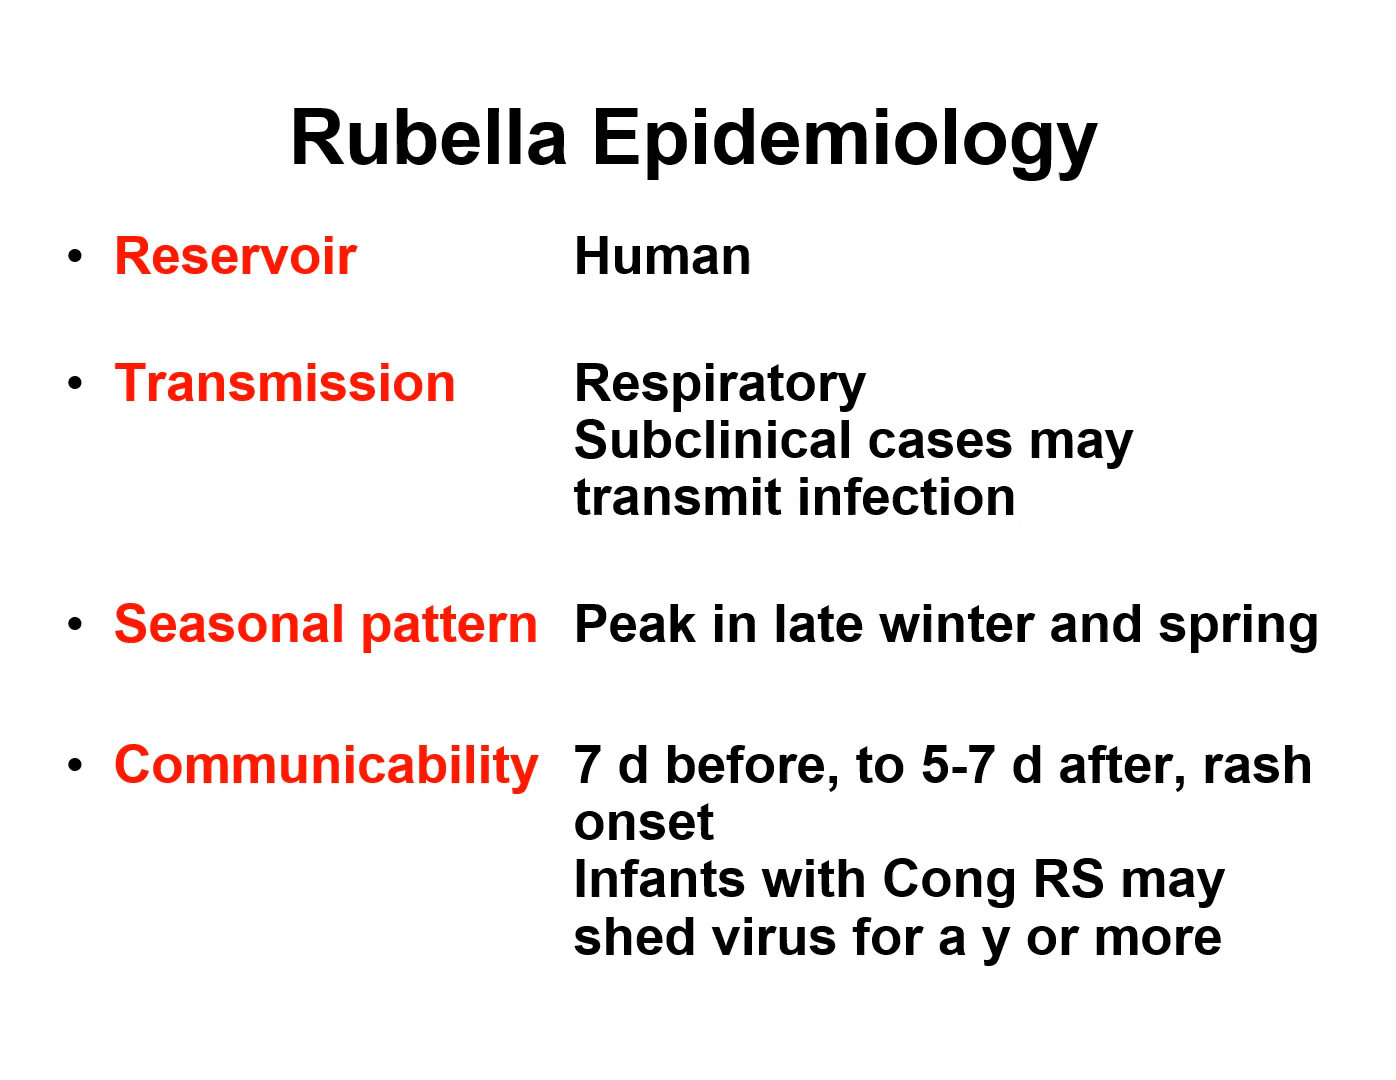 Rubella Epidemiology
• Reservoir Human
• Transmission Respiratory
Subclinical cases may
transmit infection
• Seasonal pattern Peak in late winter and spring
• Communicability 7 d before, to 5-7 d after, rash
onset
Infants with Cong RS may
shed virus for a y or more